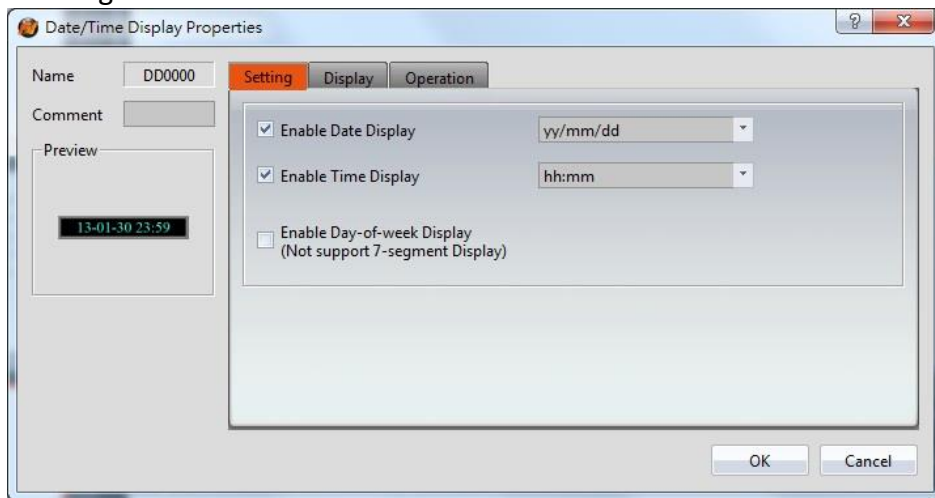 Date/Time Display Properties
Name DD0000
Setting Display Operation
Comment
Enable Date Display yy/mm/dd
Preview
Enable Time Display hh:mm
13-01-30 23:59
Enable Day-of-week Display
(Not support 7-segment Display)
OK Cancel